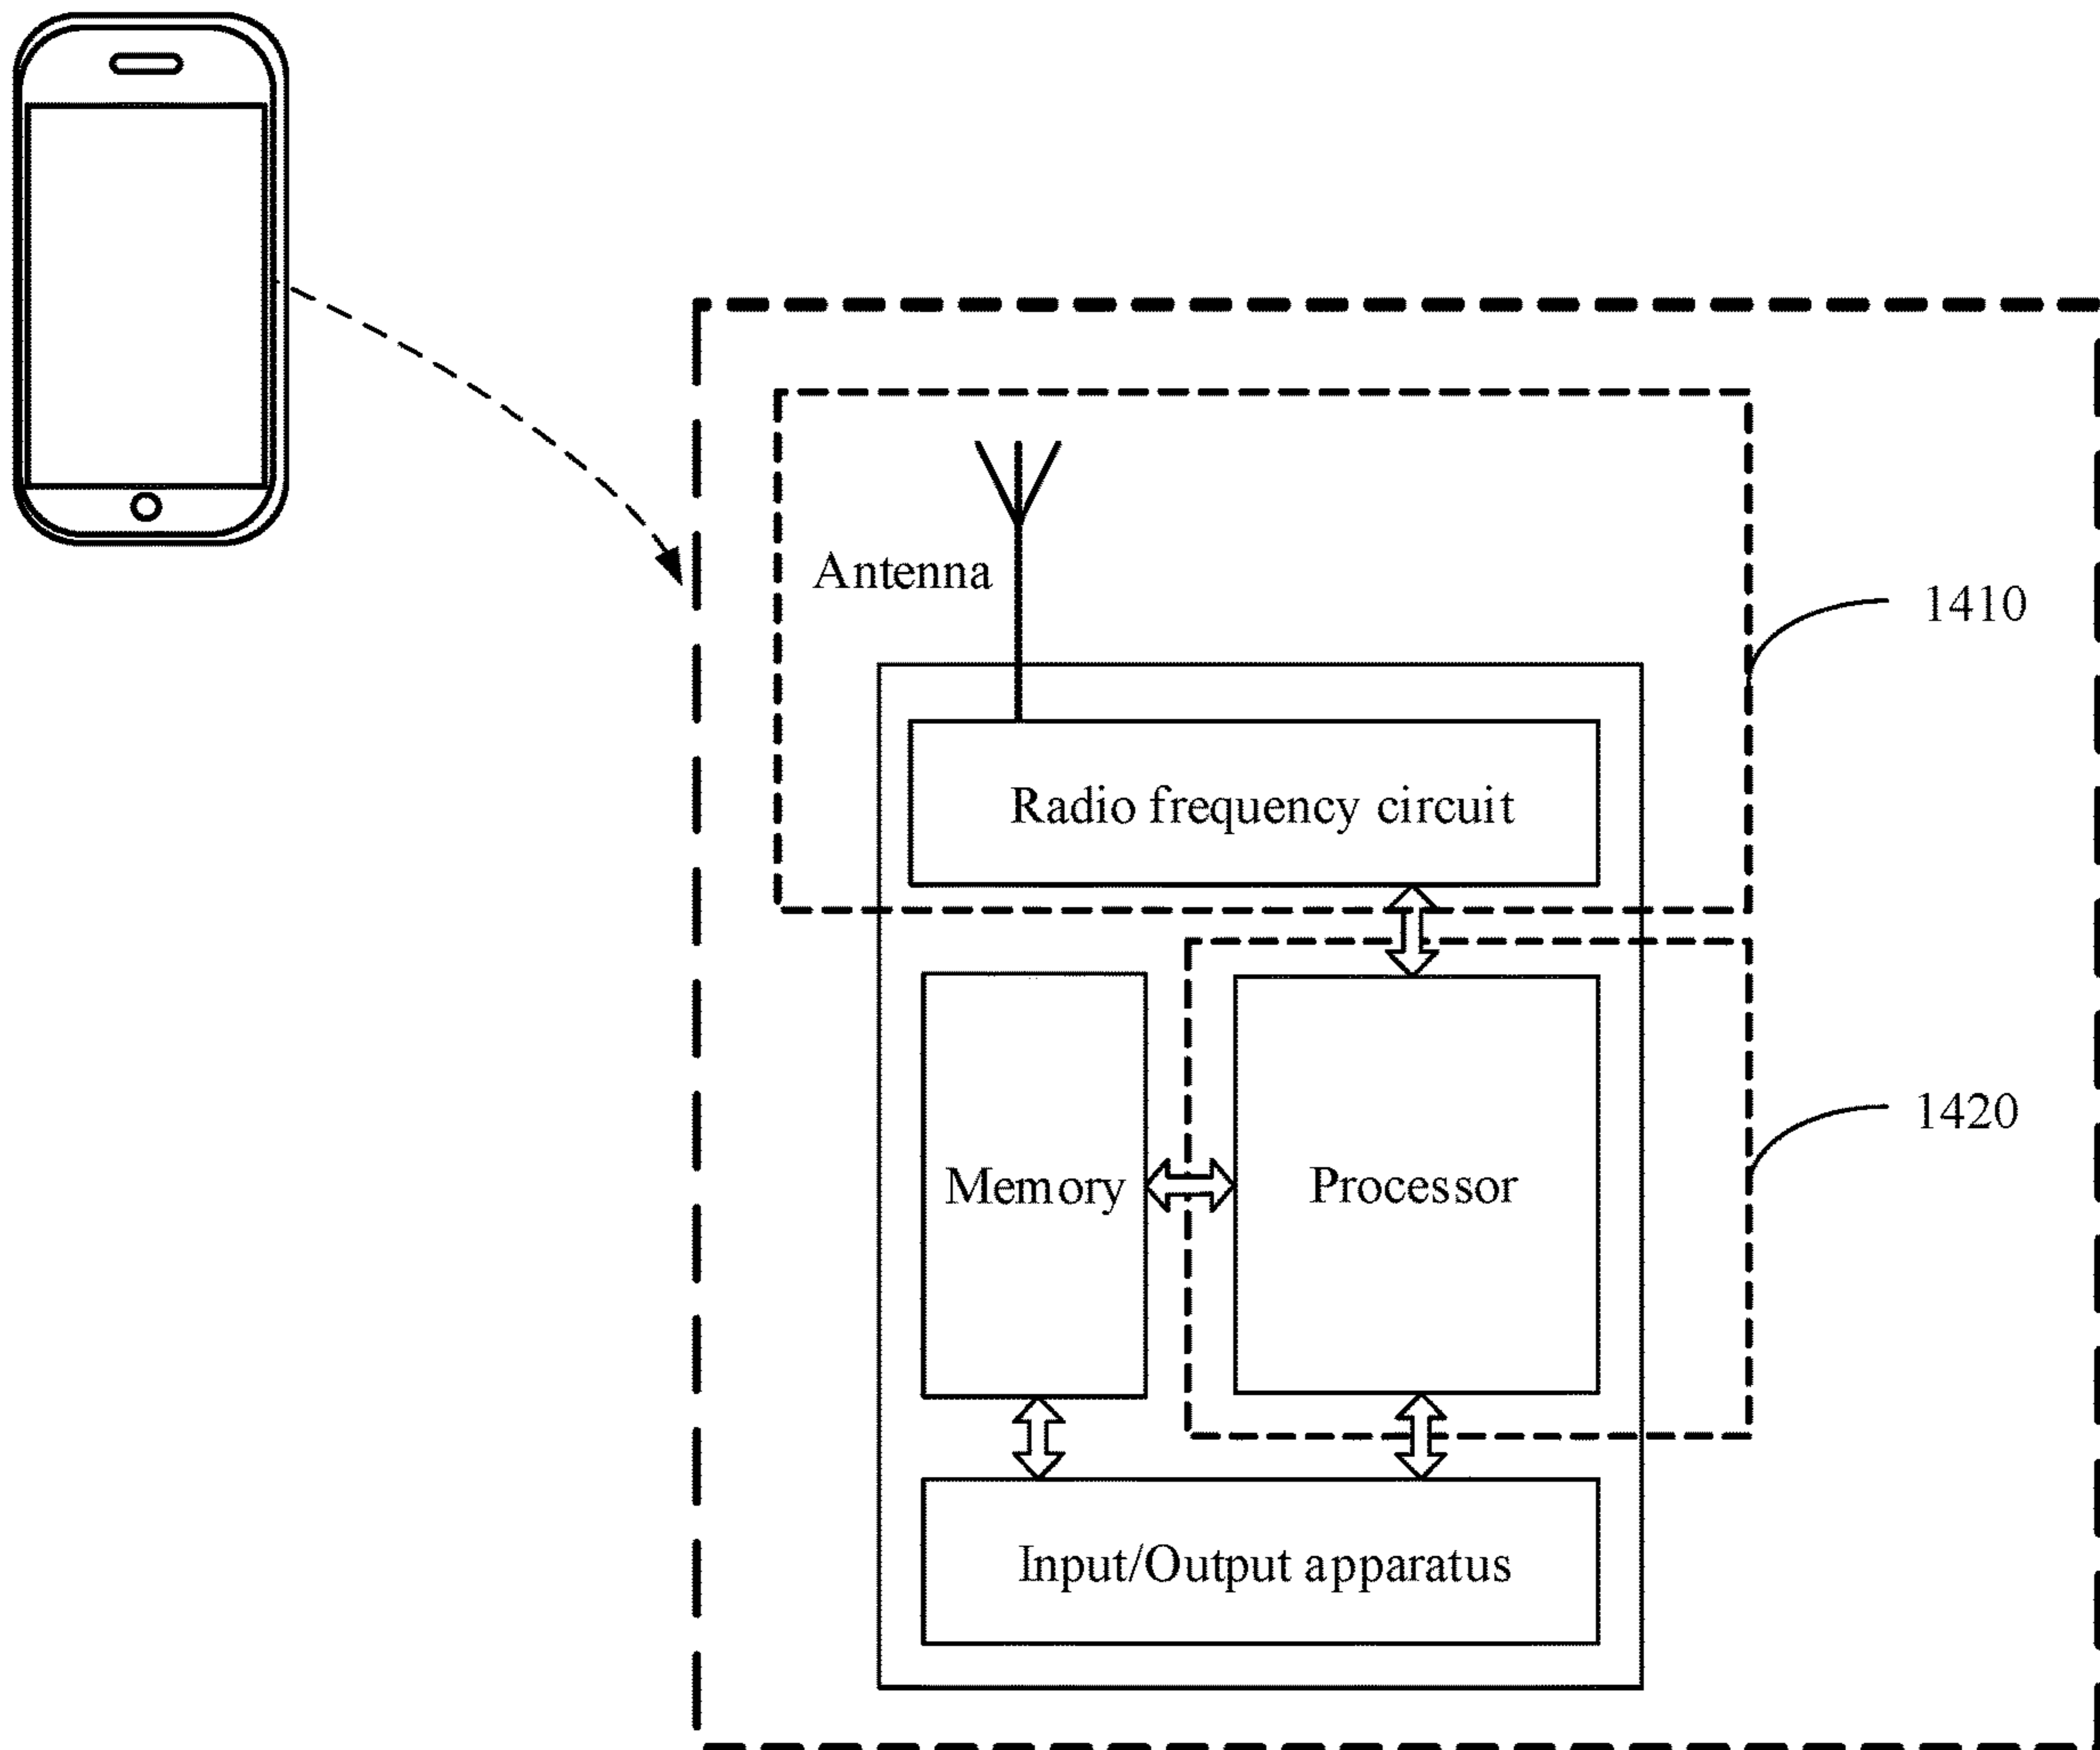 Antenna
1410
Radio frequency circuit
1420
Memory
Processor
Input/Output apparatus